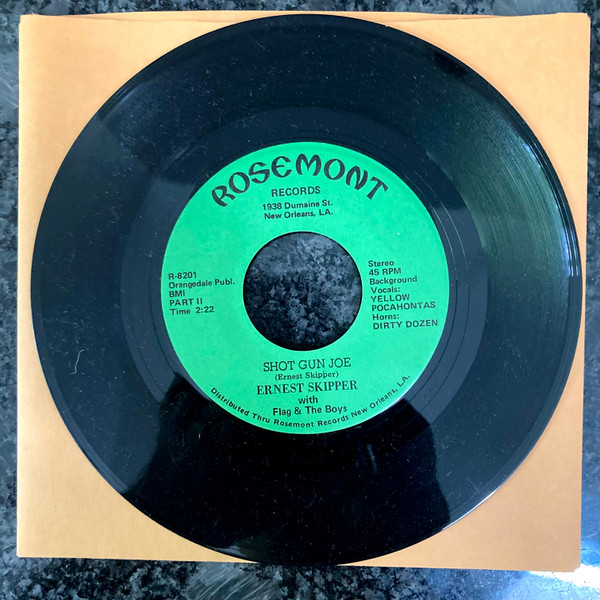 ROSEMONT
RECORDS
1938 Dumaine St.
New Orleans, LA.
R-8201
Orangedale Publ.
BMI
PART II
Time 2:22
Stereo
45 RPM
Background
Vocals:
YELLOW
POCAHONTAS
Horns:
DIRTY DOZEN
SHOT GUN JOE
(Ernest Skipper)
ERNEST SKIPPER
with
Flag & The Boys
Distributed Thru Rosemont Records New Orleans, LA.